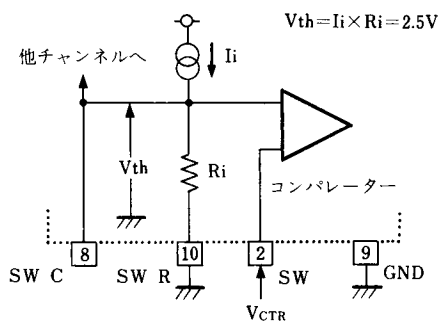 Vth=Ii×Ri=2.5V
他チャンネルへ
Ii
Vth
Ri
コンパレーター
8
10
2
9
SW C
SW R
SW
GND
VCTR